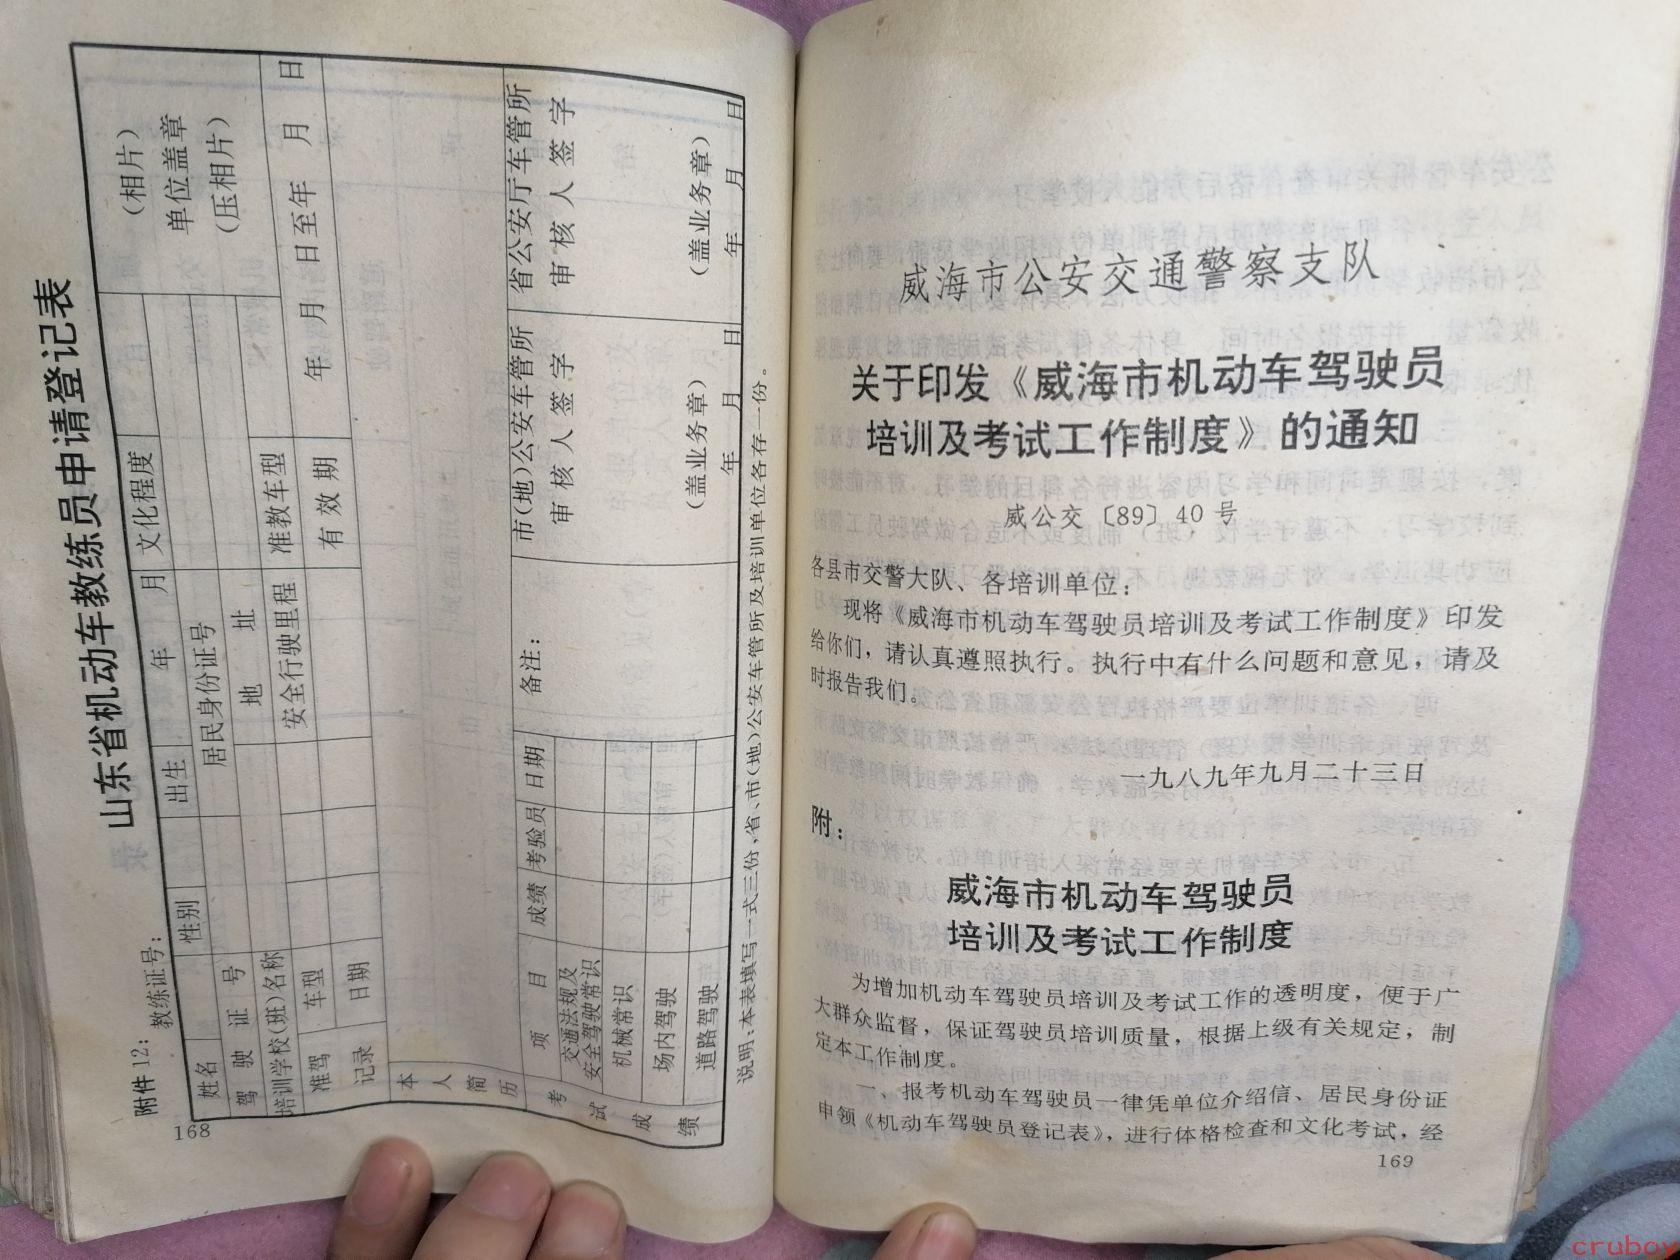 附件12:
山东省机动车教练员申请登记表
教练证号:
姓名
性别
出生
年 月
文化程度
(相片)
单位盖章
(压相片)
驾驶证号
居民身份证号
培训学校(班)名称
地 址
准驾
车型
安全行驶里程
准教车型
年 月 日至 年 月 日
记录
日期
有效期
本人简历
考试成绩
项 目
成绩
考验员
日期
备注:
市(地)公安车管所
审核人签字
(盖业务章)
年 月 日
省公安厅车管所
审核人签字
(盖业务章)
年 月 日
交通法规及
安全驾驶常识
机械常识
场内驾驶
道路驾驶
说明:本表填写一式三份,省、市(地)公安车管所及培训单位各存一份。
168
威海市公安交通警察支队
关于印发《威海市机动车驾驶员
培训及考试工作制度》的通知
威公交〔89〕40号
各县市交警大队、各培训单位:
现将《威海市机动车驾驶员培训及考试工作制度》印发
给你们,请认真遵照执行。执行中有什么问题和意见,请及
时报告我们。
一九八九年九月二十三日
附:
威海市机动车驾驶员
培训及考试工作制度
为增加机动车驾驶员培训及考试工作的透明度,便于广
大群众监督,保证驾驶员培训质量,根据上级有关规定,制
定本工作制度。
一、报考机动车驾驶员一律凭单位介绍信、居民身份证
申领《机动车驾驶员登记表》,进行体格检查和文化考试,经
169
cruboy